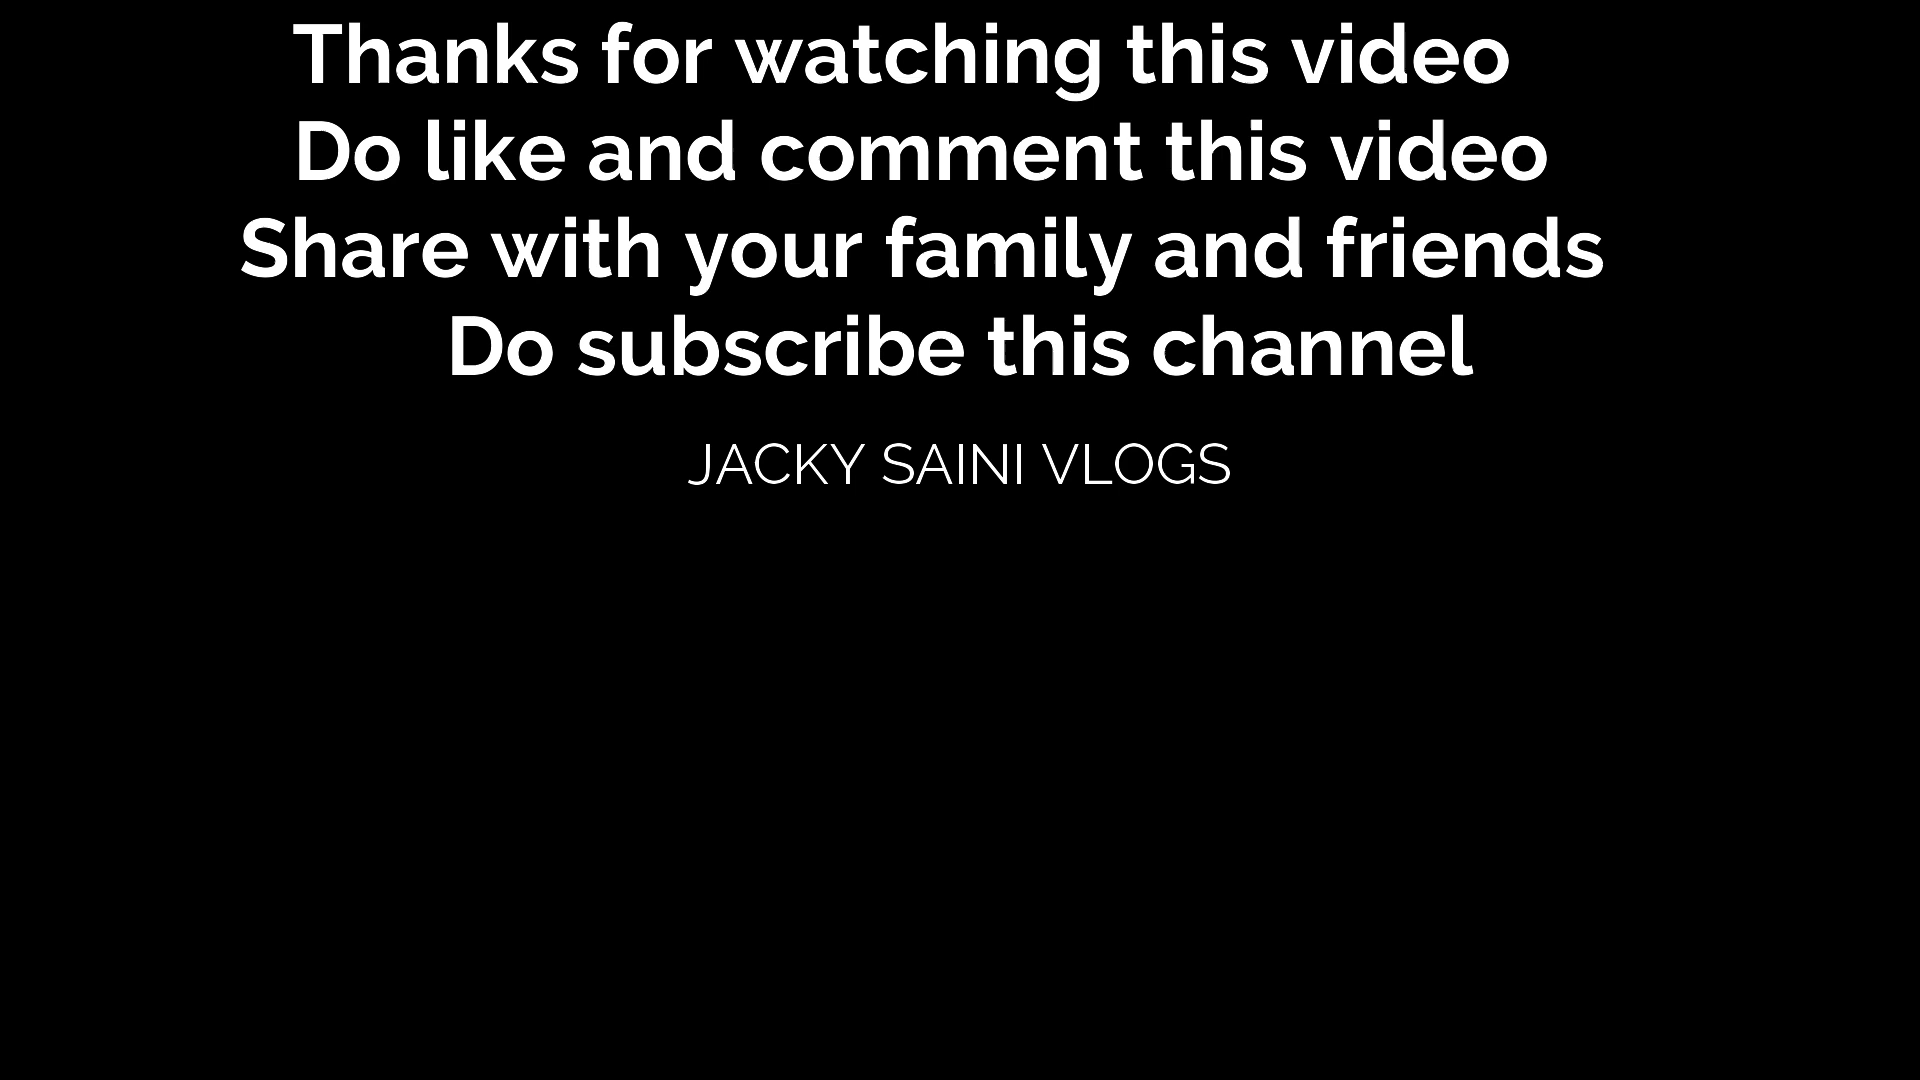 Thanks for watching this video
Do like and comment this video
Share with your family and friends
Do subscribe this channel
JACKY SAINI VLOGS